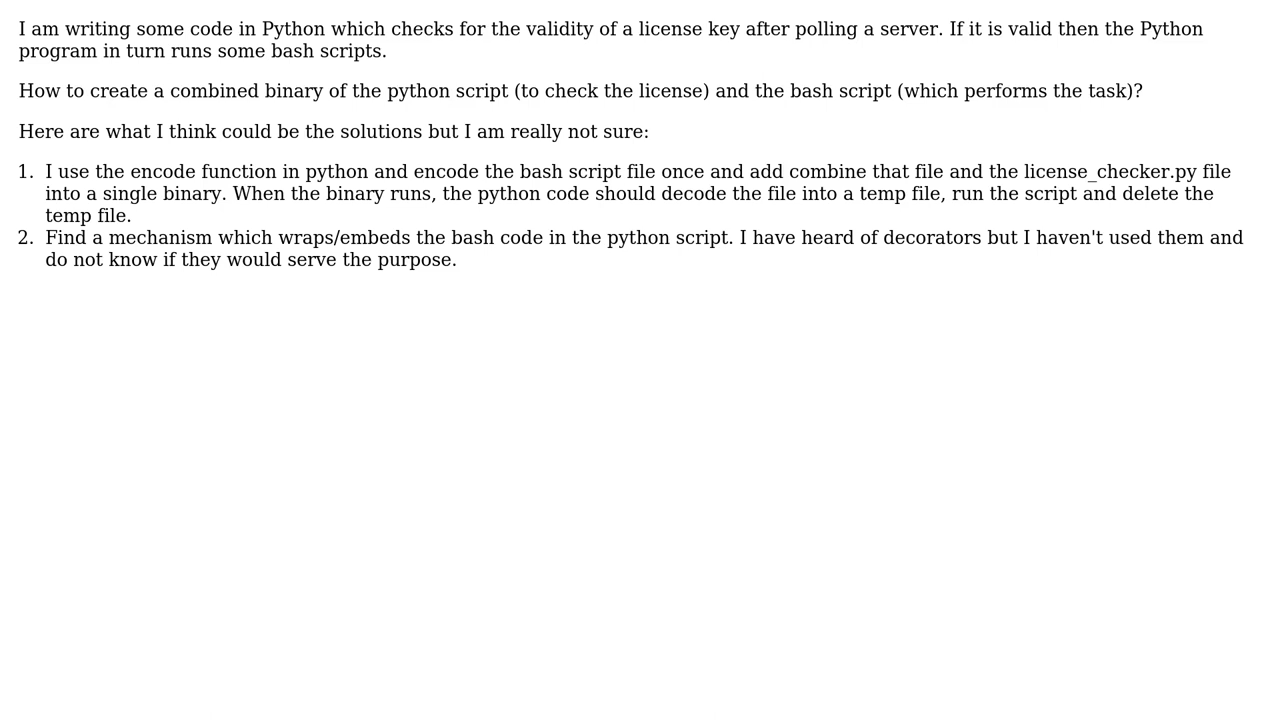 I am writing some code in Python which checks for the validity of a license key after polling a server. If it is valid then the Python
program in turn runs some bash scripts.
How to create a combined binary of the python script (to check the license) and the bash script (which performs the task)?
Here are what I think could be the solutions but I am really not sure:
1. I use the encode function in python and encode the bash script file once and add combine that file and the license_checker.py file
into a single binary. When the binary runs, the python code should decode the file into a temp file, run the script and delete the
temp file.
2. Find a mechanism which wraps/embeds the bash code in the python script. I have heard of decorators but I haven't used them and
do not know if they would serve the purpose.